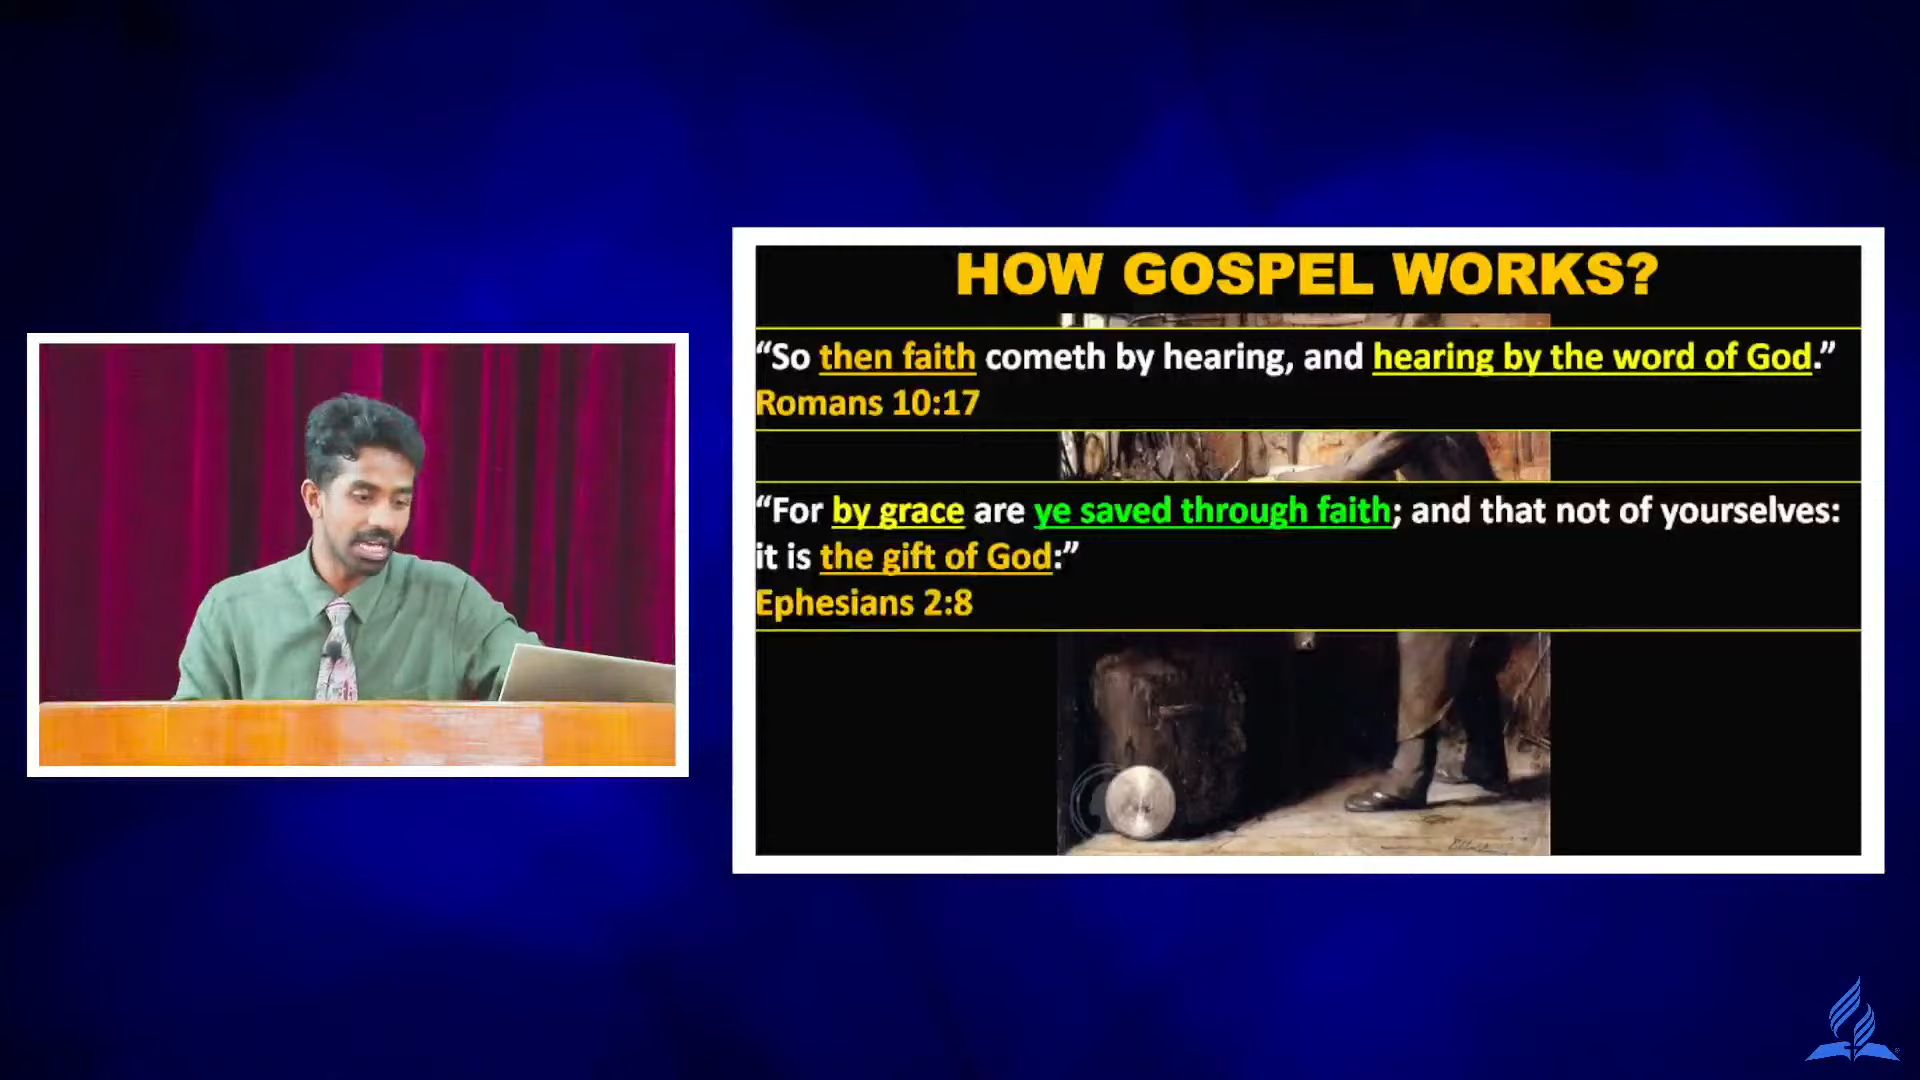 HOW GOSPEL WORKS?
“So then faith cometh by hearing, and hearing by the word of God.”
Romans 10:17
“For by grace are ye saved through faith; and that not of yourselves:
it is the gift of God:”
Ephesians 2:8